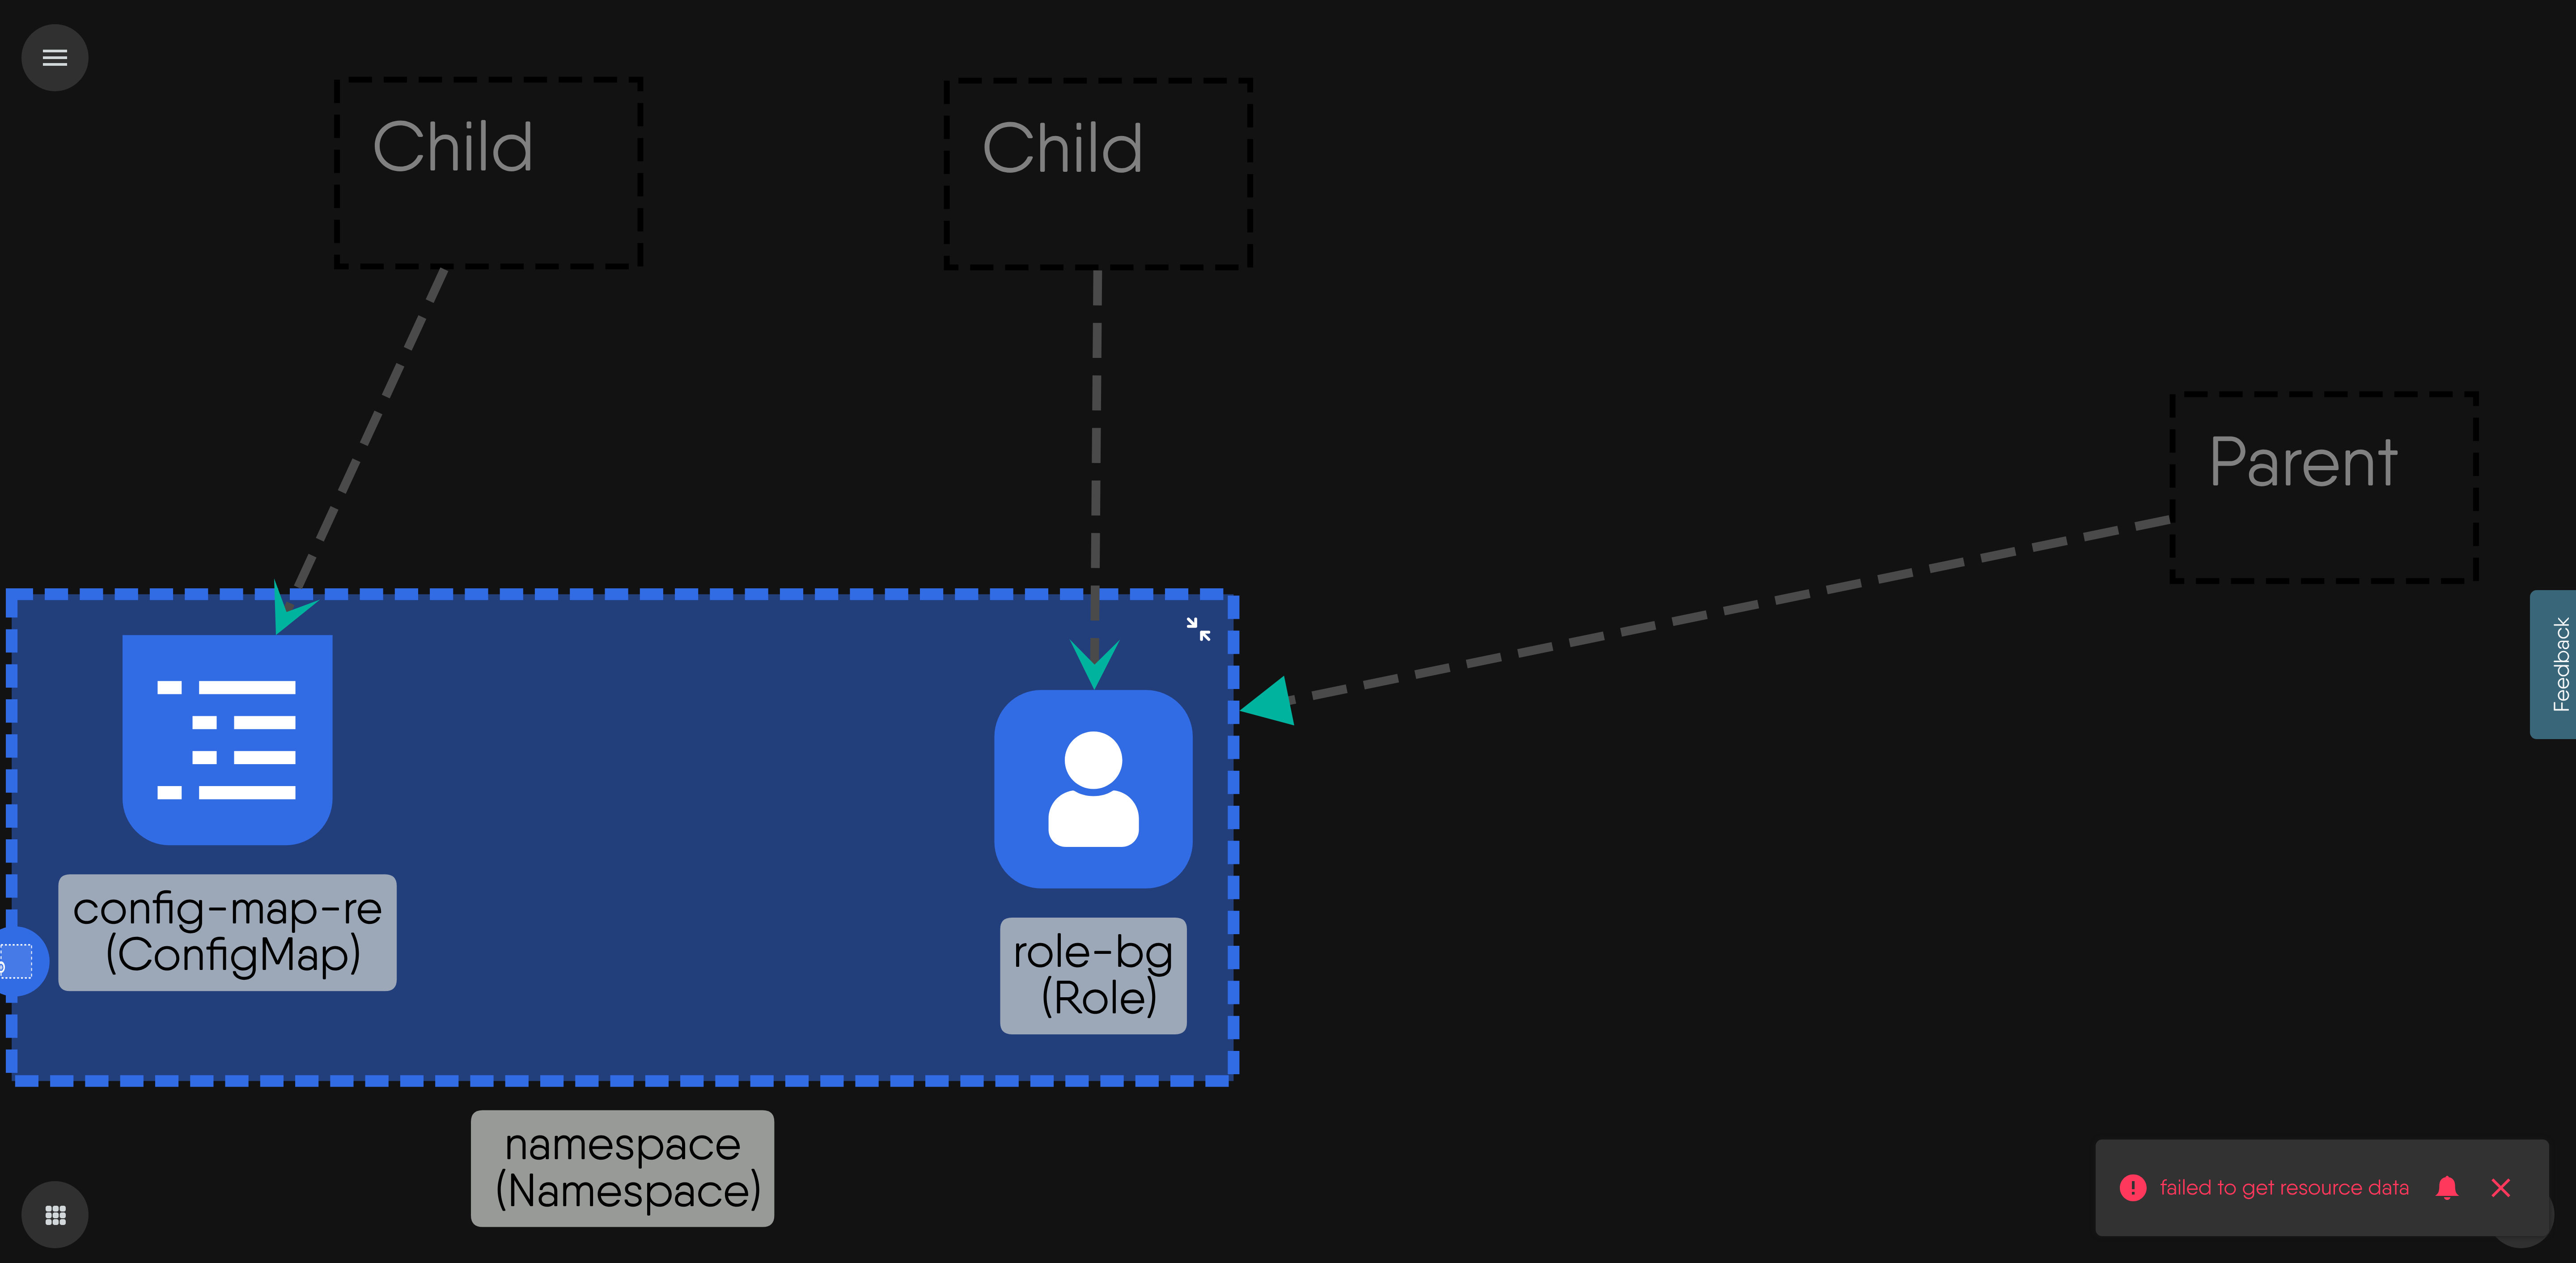 Child
Child
Parent
Feedback
config-map-re
(ConfigMap)
role-bg
(Role)
namespace
(Namespace)
failed to get resource data